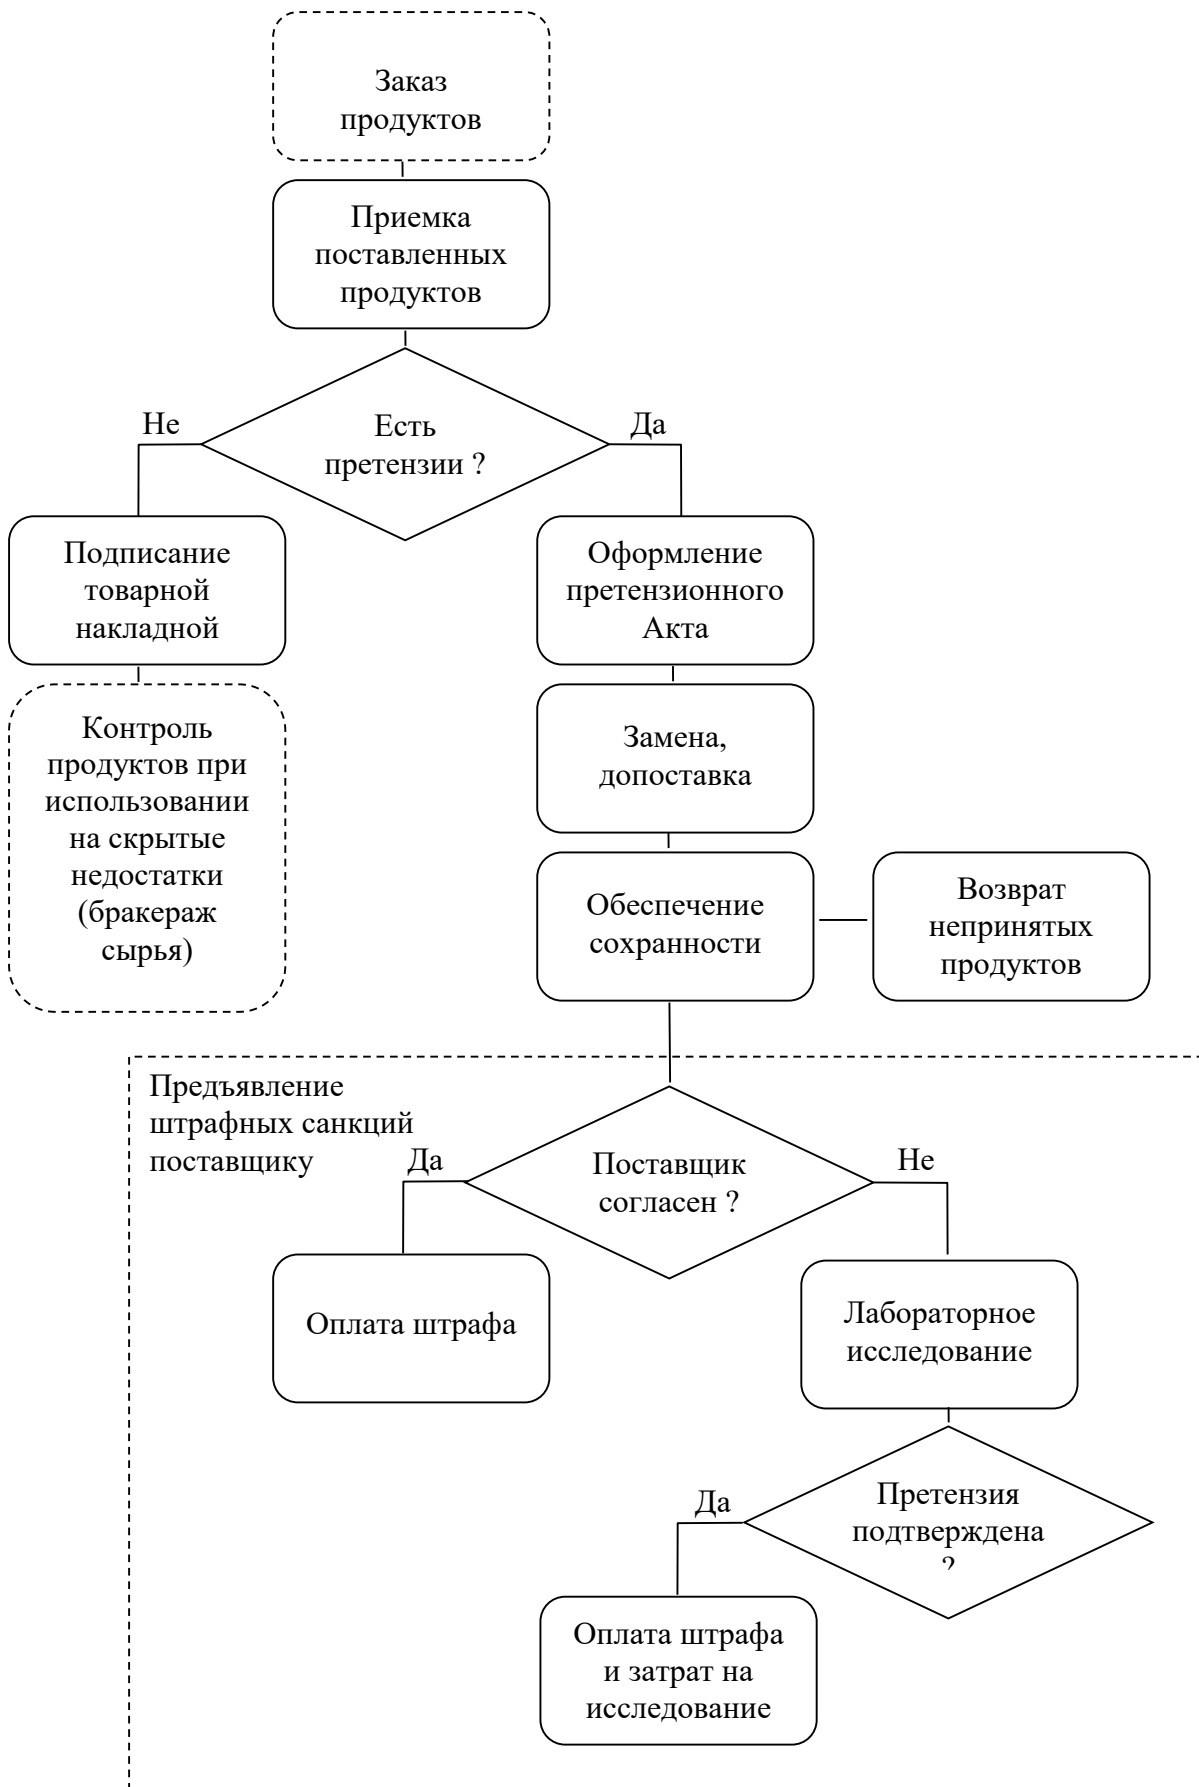 Заказ
продуктов
Приемка
поставленных
продуктов
Есть
претензии ?
Не
Да
Подписание
товарной
накладной
Оформление
претензионного
Акта
Контроль
продуктов при
использовании
на скрытые
недостатки
(бракераж
сырья)
Замена,
допоставка
Обеспечение
сохранности
Возврат
непринятых
продуктов
Предъявление
штрафных санкций
поставщику
Да
Поставщик
согласен ?
Не
Оплата штрафа
Лабораторное
исследование
Да
Претензия
подтверждена
?
Оплата штрафа
и затрат на
исследование